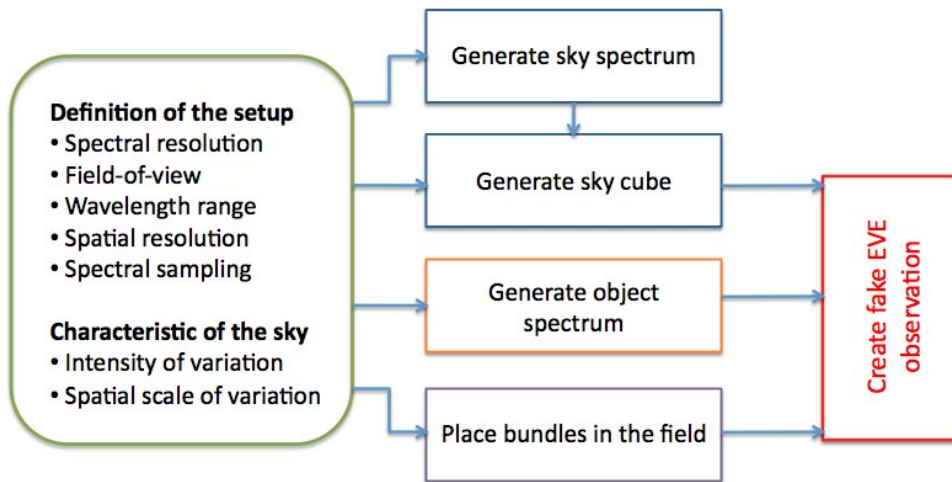 Definition of the setup
• Spectral resolution
• Field-of-view
• Wavelength range
• Spatial resolution
• Spectral sampling
Characteristic of the sky
• Intensity of variation
• Spatial scale of variation
Generate sky spectrum
Generate sky cube
Generate object
spectrum
Place bundles in the field
Create fake EVE
observation